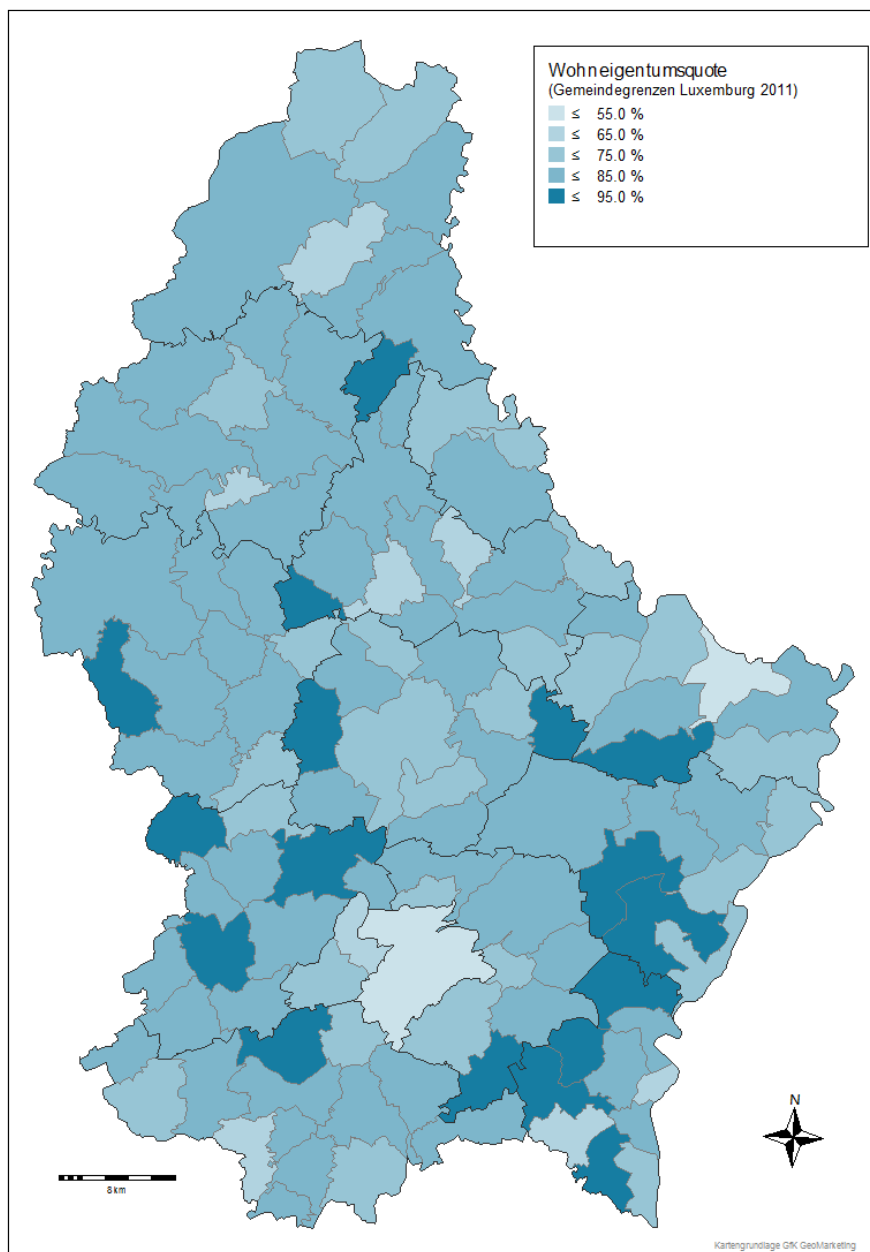 Wohneigentumsquote
(Gemeindegrenzen Luxemburg 2011)
≤ 55.0 %
≤ 65.0 %
≤ 75.0 %
≤ 85.0 %
≤ 95.0 %
N
8 km
Kartengrundlage GfK GeoMarketing